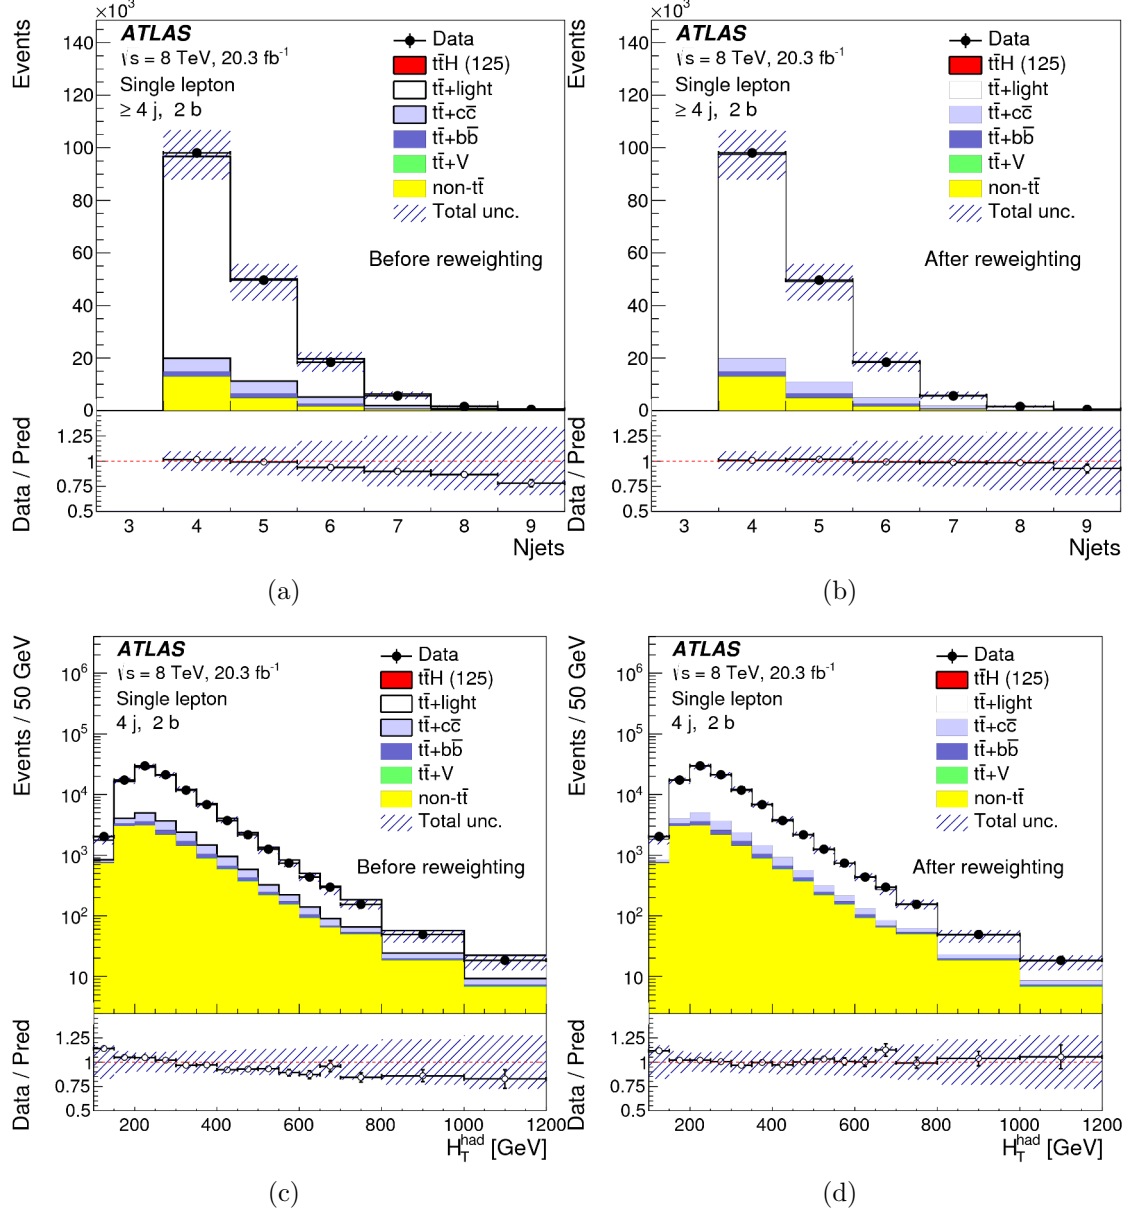 ×10³
Events
ATLAS
√s = 8 TeV, 20.3 fb⁻¹
Single lepton
≥ 4 j, 2 b
Data
tt̄H (125)
tt̄+light
tt̄+cc̄
tt̄+bb̄
tt̄+V
non-tt̄
Total unc.
Before reweighting
140
120
100
80
60
40
20
0
Data / Pred
1.25
1
0.75
0.5
3 4 5 6 7 8 9
Njets
(a)
×10³
Events
ATLAS
√s = 8 TeV, 20.3 fb⁻¹
Single lepton
≥ 4 j, 2 b
Data
tt̄H (125)
tt̄+light
tt̄+cc̄
tt̄+bb̄
tt̄+V
non-tt̄
Total unc.
After reweighting
140
120
100
80
60
40
20
0
Data / Pred
1.25
1
0.75
0.5
3 4 5 6 7 8 9
Njets
(b)
Events / 50 GeV
ATLAS
√s = 8 TeV, 20.3 fb⁻¹
Single lepton
4 j, 2 b
Data
tt̄H (125)
tt̄+light
tt̄+cc̄
tt̄+bb̄
tt̄+V
non-tt̄
Total unc.
Before reweighting
10⁶
10⁵
10⁴
10³
10²
10
Data / Pred
1.25
1
0.75
0.5
200 400 600 800 1000 1200
H_T^had [GeV]
(c)
Events / 50 GeV
ATLAS
√s = 8 TeV, 20.3 fb⁻¹
Single lepton
4 j, 2 b
Data
tt̄H (125)
tt̄+light
tt̄+cc̄
tt̄+bb̄
tt̄+V
non-tt̄
Total unc.
After reweighting
10⁶
10⁵
10⁴
10³
10²
10
Data / Pred
1.25
1
0.75
0.5
200 400 600 800 1000 1200
H_T^had [GeV]
(d)